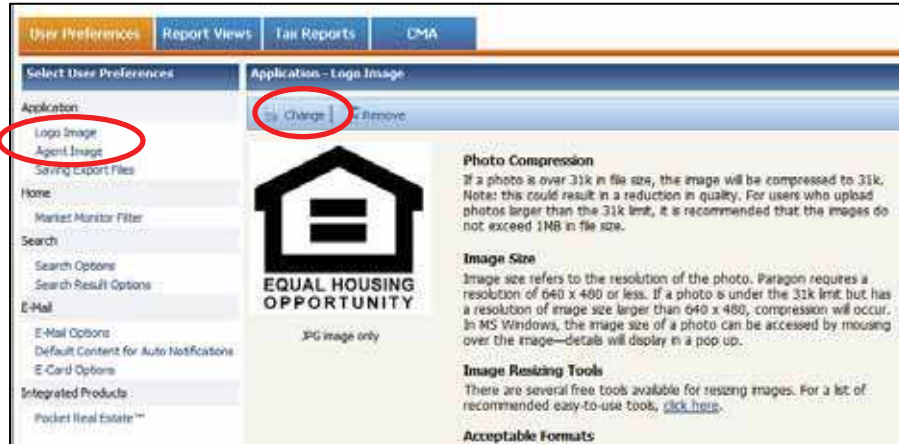 User Preferences
Report Views
Tax Reports
CMA
Select User Preferences
Application
Logo Image
Agent Image
Saving Export Files
Home
Market Monitor Filter
Search
Search Options
Search Result Options
E-Mail
E-Mail Options
Default Content for Auto Notifications
E-Card Options
Integrated Products
Pocket Real Estate™
Application - Logo Image
Change
Remove
EQUAL HOUSING
OPPORTUNITY
JPG image only
Photo Compression
If a photo is over 31k in file size, the image will be compressed to 31k.
Note: this could result in a reduction in quality. For users who upload
photos larger than the 31k limit, it is recommended that the images do
not exceed 1MB in file size.
Image Size
Image size refers to the resolution of the photo. Paragon requires a
resolution of 640 x 480 or less. If a photo is under the 31k limit but has
a resolution of image size larger than 640 x 480, compression will occur.
In MS Windows, the image size of a photo can be accessed by mousing
over the image—details will display in a pop up.
Image Resizing Tools
There are several free tools available for resizing images. For a list of
recommended easy-to-use tools, click here.
Acceptable Formats